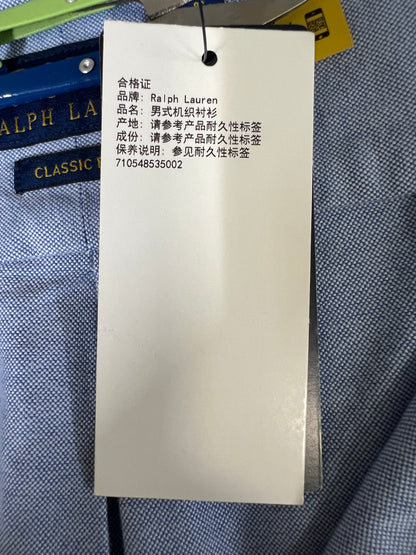 合格证
品牌: Ralph Lauren
品名: 男式机织衬衫
产地: 请参考产品耐久性标签
成份: 请参考产品耐久性标签
保养说明: 参见耐久性标签
710548535002
ALPH LA
CLASSIC